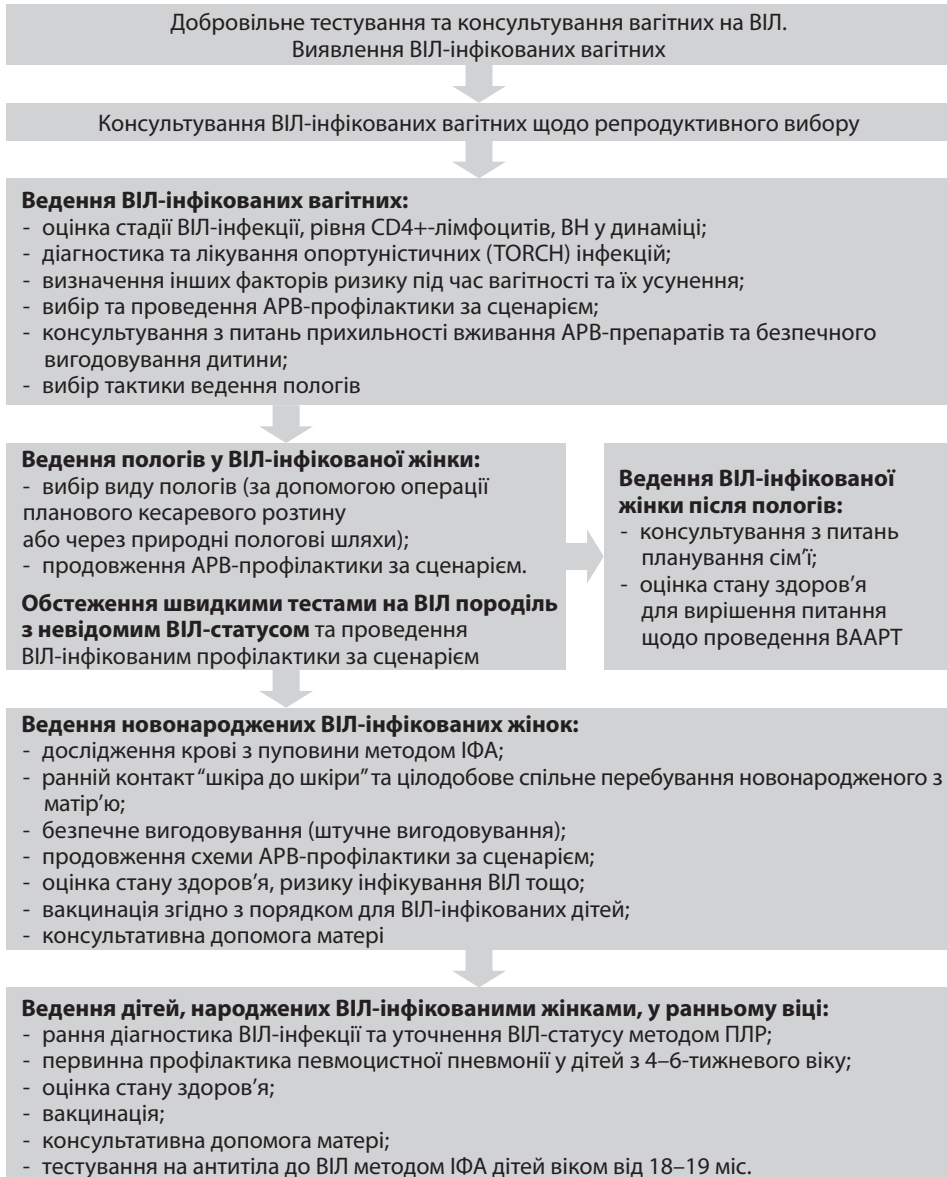 Добровільне тестування та консультування вагітних на ВІЛ.
Виявлення ВІЛ-інфікованих вагітних
Консультування ВІЛ-інфікованих вагітних щодо репродуктивного вибору
Ведення ВІЛ-інфікованих вагітних:
- оцінка стадії ВІЛ-інфекції, рівня CD4+-лімфоцитів, ВН у динаміці;
- діагностика та лікування опортуністичних (TORCH) інфекцій;
- визначення інших факторів ризику під час вагітності та їх усунення;
- вибір та проведення АРВ-профілактики за сценарієм;
- консультування з питань прихильності вживання АРВ-препаратів та безпечного
вигодовування дитини;
- вибір тактики ведення пологів
Ведення пологів у ВІЛ-інфікованої жінки:
- вибір виду пологів (за допомогою операції
планового кесаревого розтину
або через природні пологові шляхи);
- продовження АРВ-профілактики за сценарієм.
Обстеження швидкими тестами на ВІЛ породіль
з невідомим ВІЛ-статусом та проведення
ВІЛ-інфікованим профілактики за сценарієм
Ведення ВІЛ-інфікованої
жінки після пологів:
- консультування з питань
планування сім’ї;
- оцінка стану здоров’я
для вирішення питання
щодо проведення ВААРТ
Ведення новонароджених ВІЛ-інфікованих жінок:
- дослідження крові з пуповини методом ІФА;
- ранній контакт “шкіра до шкіри” та цілодобове спільне перебування новонародженого з
матір’ю;
- безпечне вигодовування (штучне вигодовування);
- продовження схеми АРВ-профілактики за сценарієм;
- оцінка стану здоров’я, ризику інфікування ВІЛ тощо;
- вакцинація згідно з порядком для ВІЛ-інфікованих дітей;
- консультативна допомога матері
Ведення дітей, народжених ВІЛ-інфікованими жінками, у ранньому віці:
- рання діагностика ВІЛ-інфекції та уточнення ВІЛ-статусу методом ПЛР;
- первинна профілактика певмоцистної пневмонії у дітей з 4–6-тижневого віку;
- оцінка стану здоров’я;
- вакцинація;
- консультативна допомога матері;
- тестування на антитіла до ВІЛ методом ІФА дітей віком від 18–19 міс.